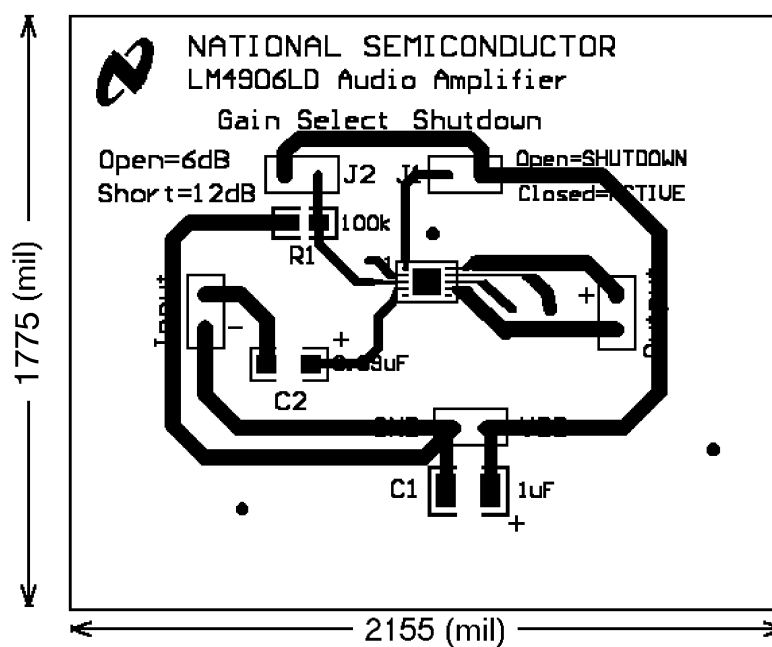 NATIONAL SEMICONDUCTOR
LM4906LD Audio Amplifier
Gain Select Shutdown
Open=6dB
Short=12dB
J2
J1
Open=SHUTDOWN
100k
R1
+
-
+
C2
C1
1uF
+
1775 (mil)
2155 (mil)